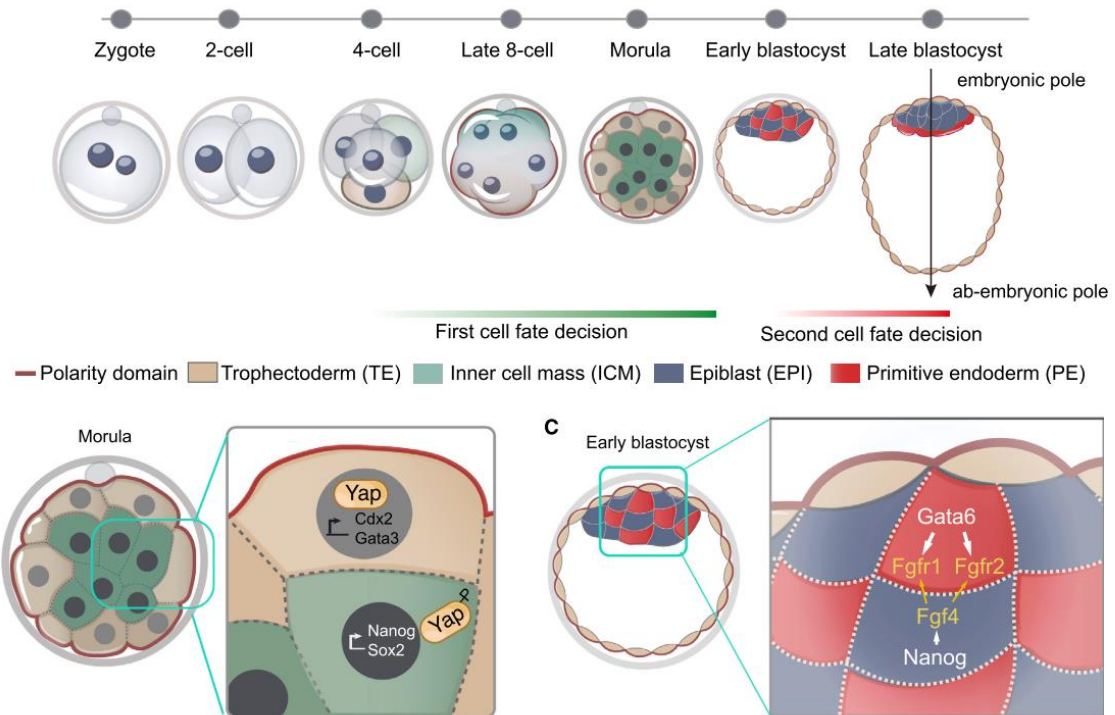 Zygote
2-cell
4-cell
Late 8-cell
Morula
Early blastocyst
Late blastocyst
embryonic pole
ab-embryonic pole
First cell fate decision
Second cell fate decision
Polarity domain
Trophectoderm (TE)
Inner cell mass (ICM)
Epiblast (EPI)
Primitive endoderm (PE)
Morula
Yap
Cdx2
Gata3
Nanog
Sox2
Yap
C
Early blastocyst
Gata6
Fgfr1
Fgfr2
Fgf4
Nanog